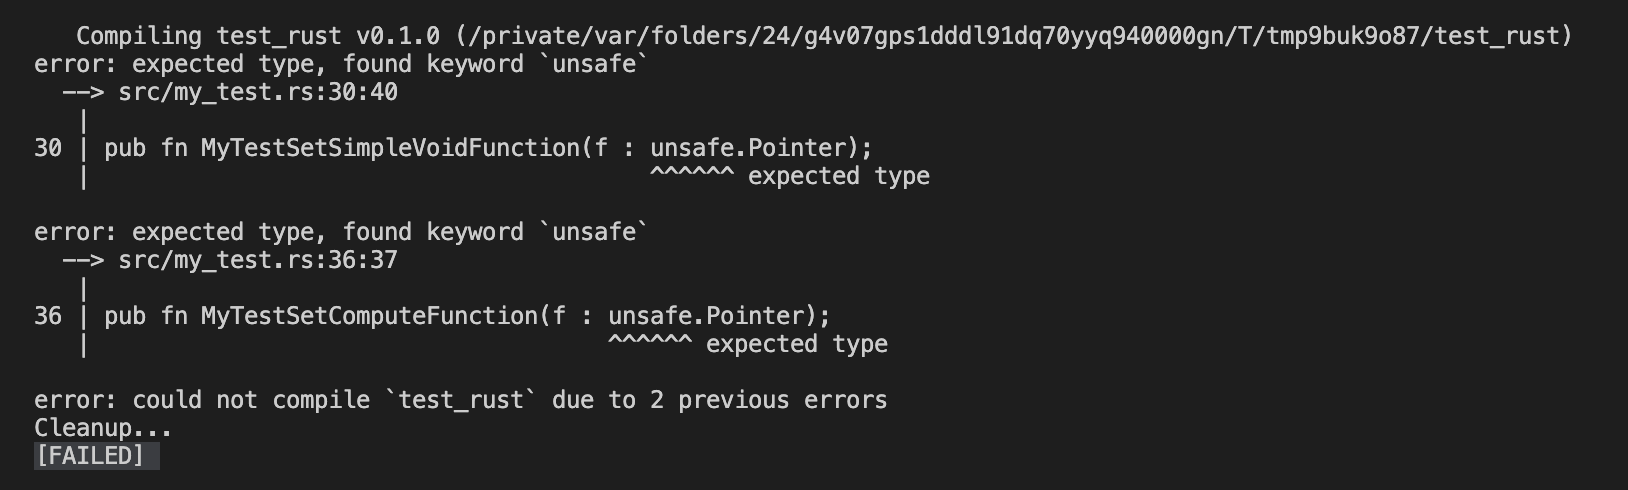 Compiling test_rust v0.1.0 (/private/var/folders/24/g4v07gps1dddl91dq70yyq940000gn/T/tmp9buk9o87/test_rust)
error: expected type, found keyword `unsafe`
  --> src/my_test.rs:30:40
   |
30 | pub fn MyTestSetSimpleVoidFunction(f : unsafe.Pointer);
   |                                        ^^^^^^ expected type

error: expected type, found keyword `unsafe`
  --> src/my_test.rs:36:37
   |
36 | pub fn MyTestSetComputeFunction(f : unsafe.Pointer);
   |                                     ^^^^^^ expected type

error: could not compile `test_rust` due to 2 previous errors
Cleanup...
[FAILED]